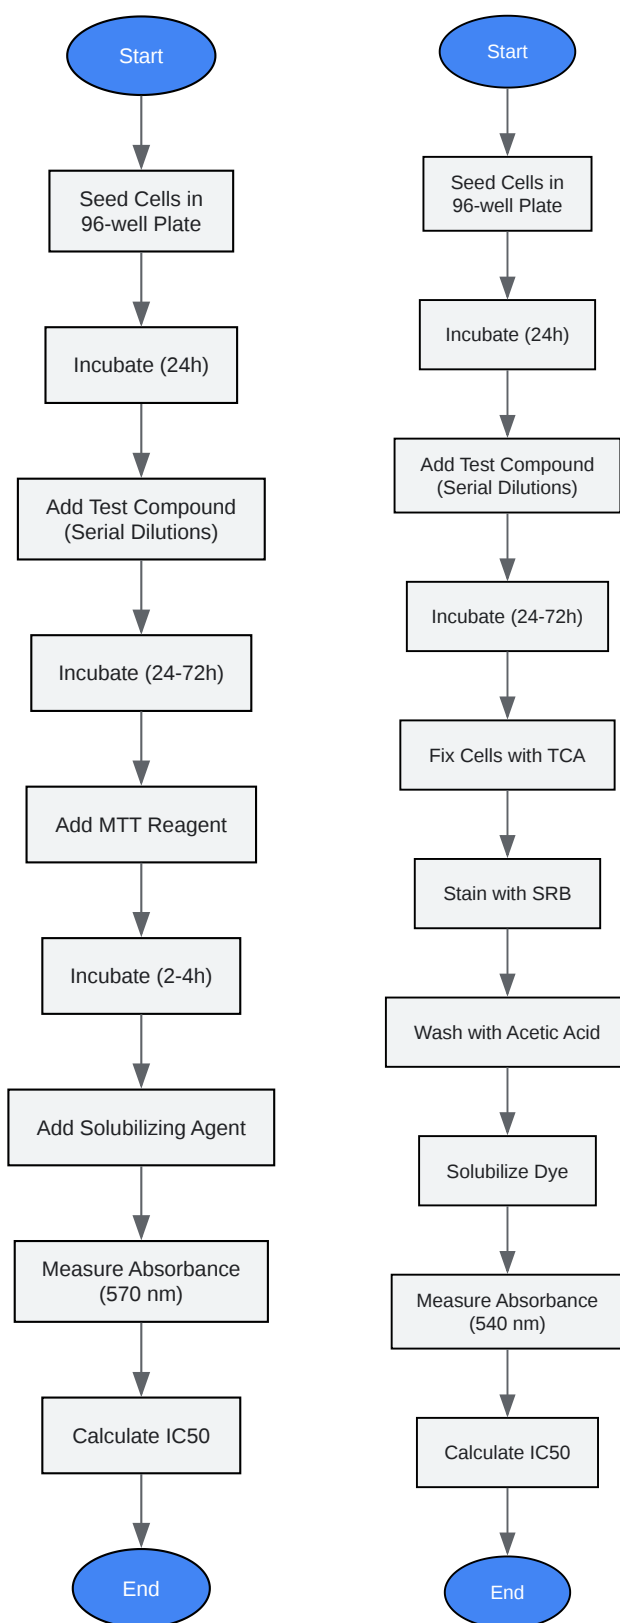 Start
Seed Cells in
96-well Plate
Incubate (24h)
Add Test Compound
(Serial Dilutions)
Incubate (24-72h)
Add MTT Reagent
Incubate (2-4h)
Add Solubilizing Agent
Measure Absorbance
(570 nm)
Calculate IC50
End
Start
Seed Cells in
96-well Plate
Incubate (24h)
Add Test Compound
(Serial Dilutions)
Incubate (24-72h)
Fix Cells with TCA
Stain with SRB
Wash with Acetic Acid
Solubilize Dye
Measure Absorbance
(540 nm)
Calculate IC50
End